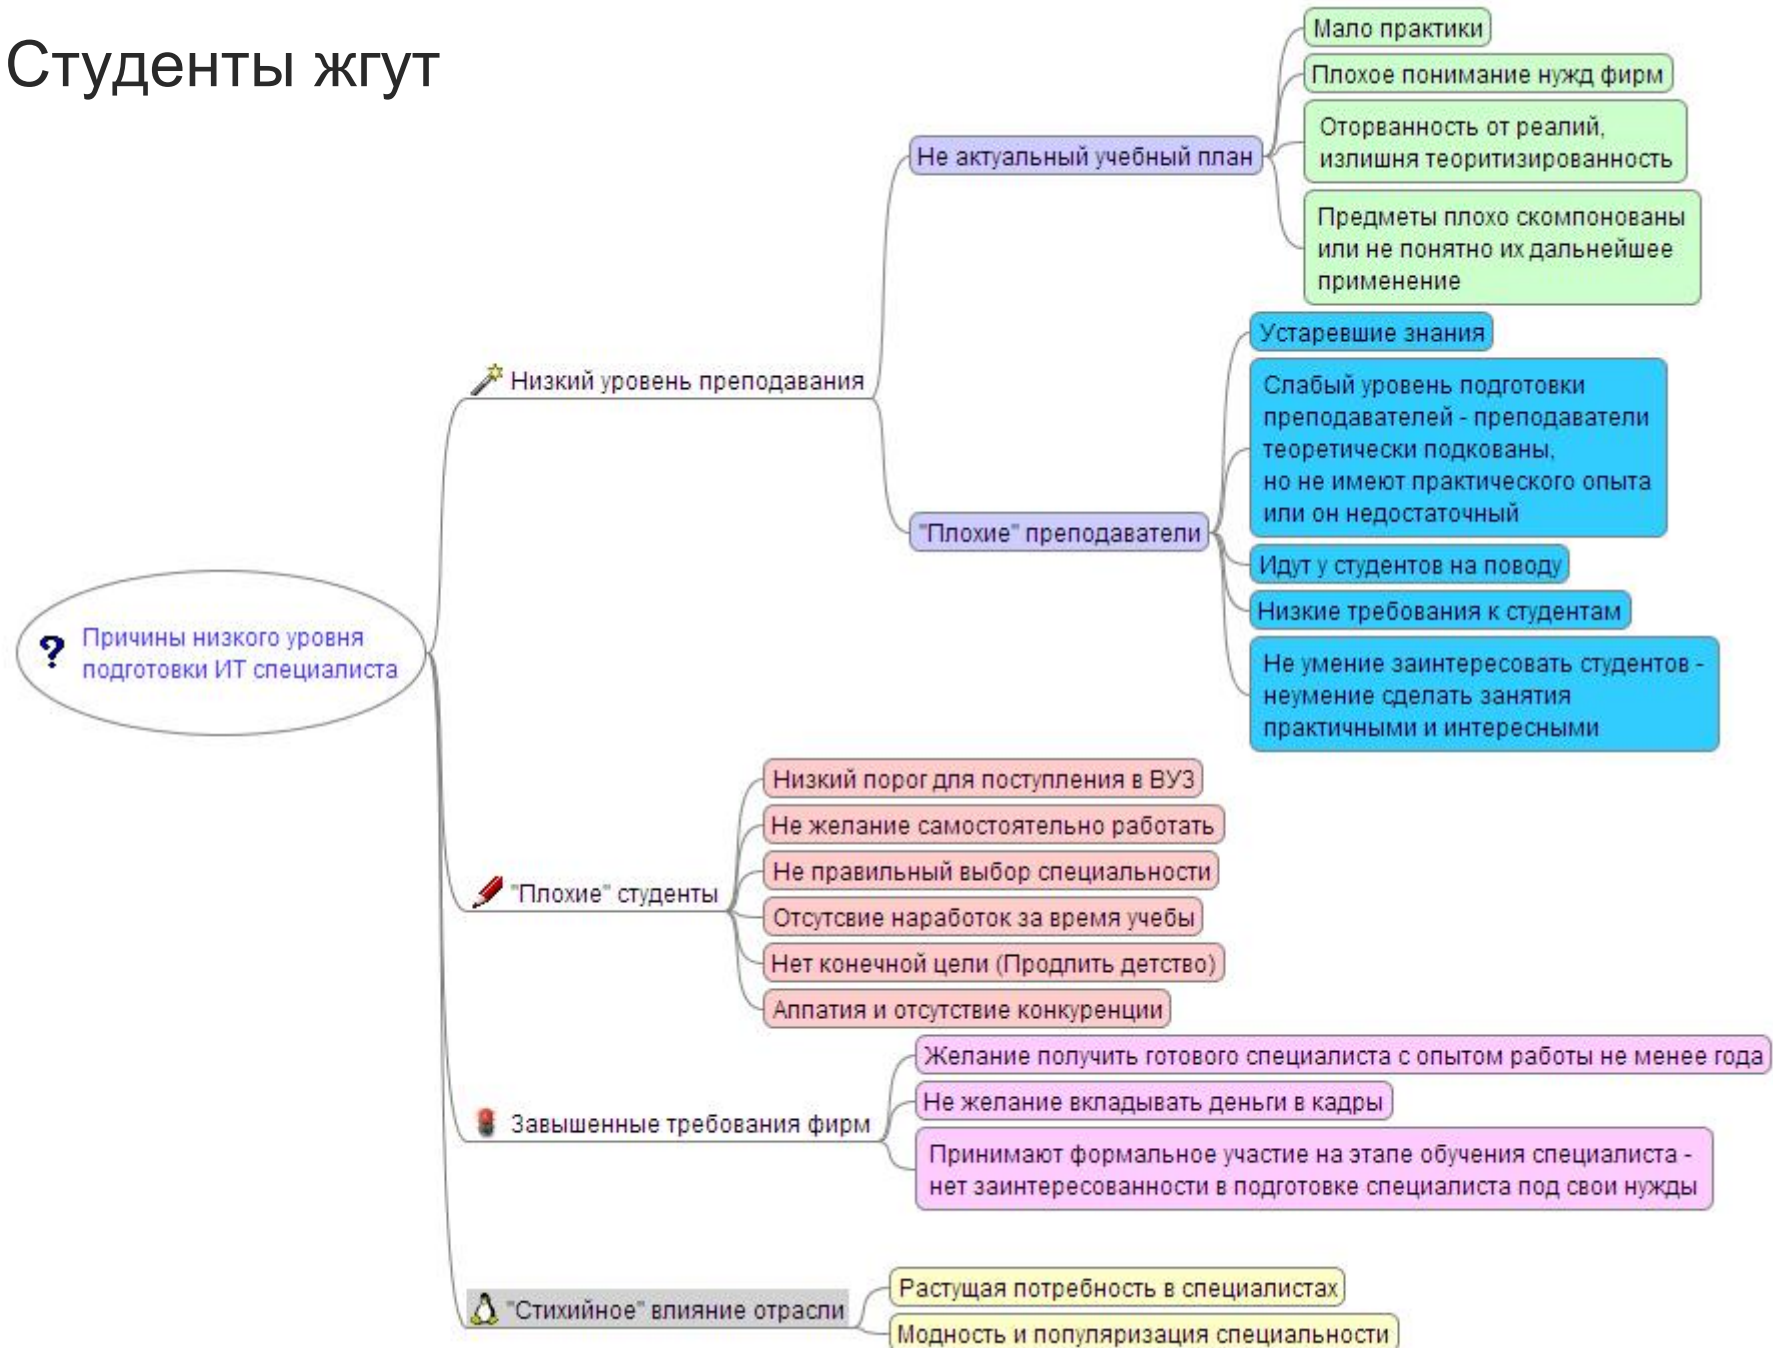 Студенты жгут
Причины низкого уровня
подготовки ИТ специалиста
Низкий уровень преподавания
Не актуальный учебный план
Мало практики
Плохое понимание нужд фирм
Оторванность от реалий,
излишня теоритизированность
Предметы плохо скомпонованы
или не понятно их дальнейшее
применение
"Плохие" преподаватели
Устаревшие знания
Слабый уровень подготовки
преподавателей - преподаватели
теоретически подкованы,
но не имеют практического опыта
или он недостаточный
Идут у студентов на поводу
Низкие требования к студентам
Не умение заинтересовать студентов -
неумение сделать занятия
практичными и интересными
"Плохие" студенты
Низкий порог для поступления в ВУЗ
Не желание самостоятельно работать
Не правильный выбор специальности
Отсутсвие наработок за время учебы
Нет конечной цели (Продлить детство)
Аппатия и отсутствие конкуренции
Завышенные требования фирм
Желание получить готового специалиста с опытом работы не менее года
Не желание вкладывать деньги в кадры
Принимают формальное участие на этапе обучения специалиста -
нет заинтересованности в подготовке специалиста под свои нужды
"Стихийное" влияние отрасли
Растущая потребность в специалистах
Модность и популяризация специальности